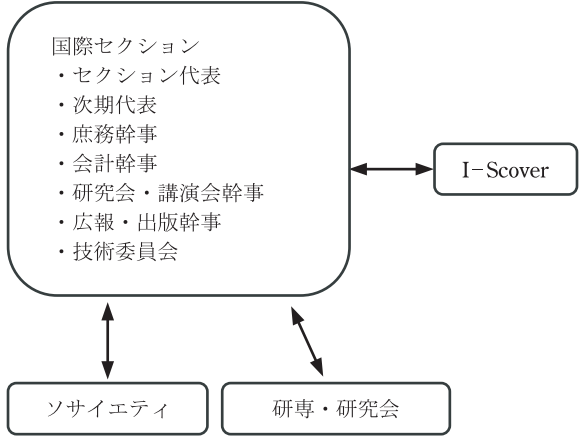 国際セクション
・セクション代表
・次期代表
・庶務幹事
・会計幹事
・研究会・講演会幹事
・広報・出版幹事
・技術委員会
I-Scover
ソサイエティ
研専・研究会